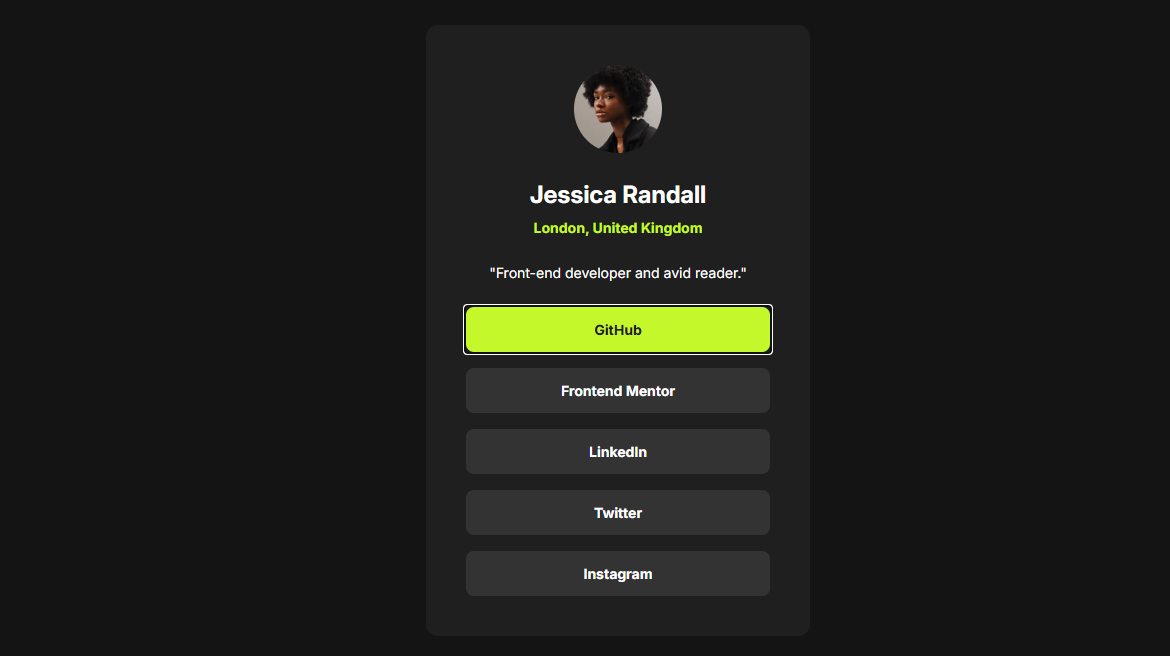 Jessica Randall
London, United Kingdom
"Front-end developer and avid reader."
GitHub
Frontend Mentor
LinkedIn
Twitter
Instagram